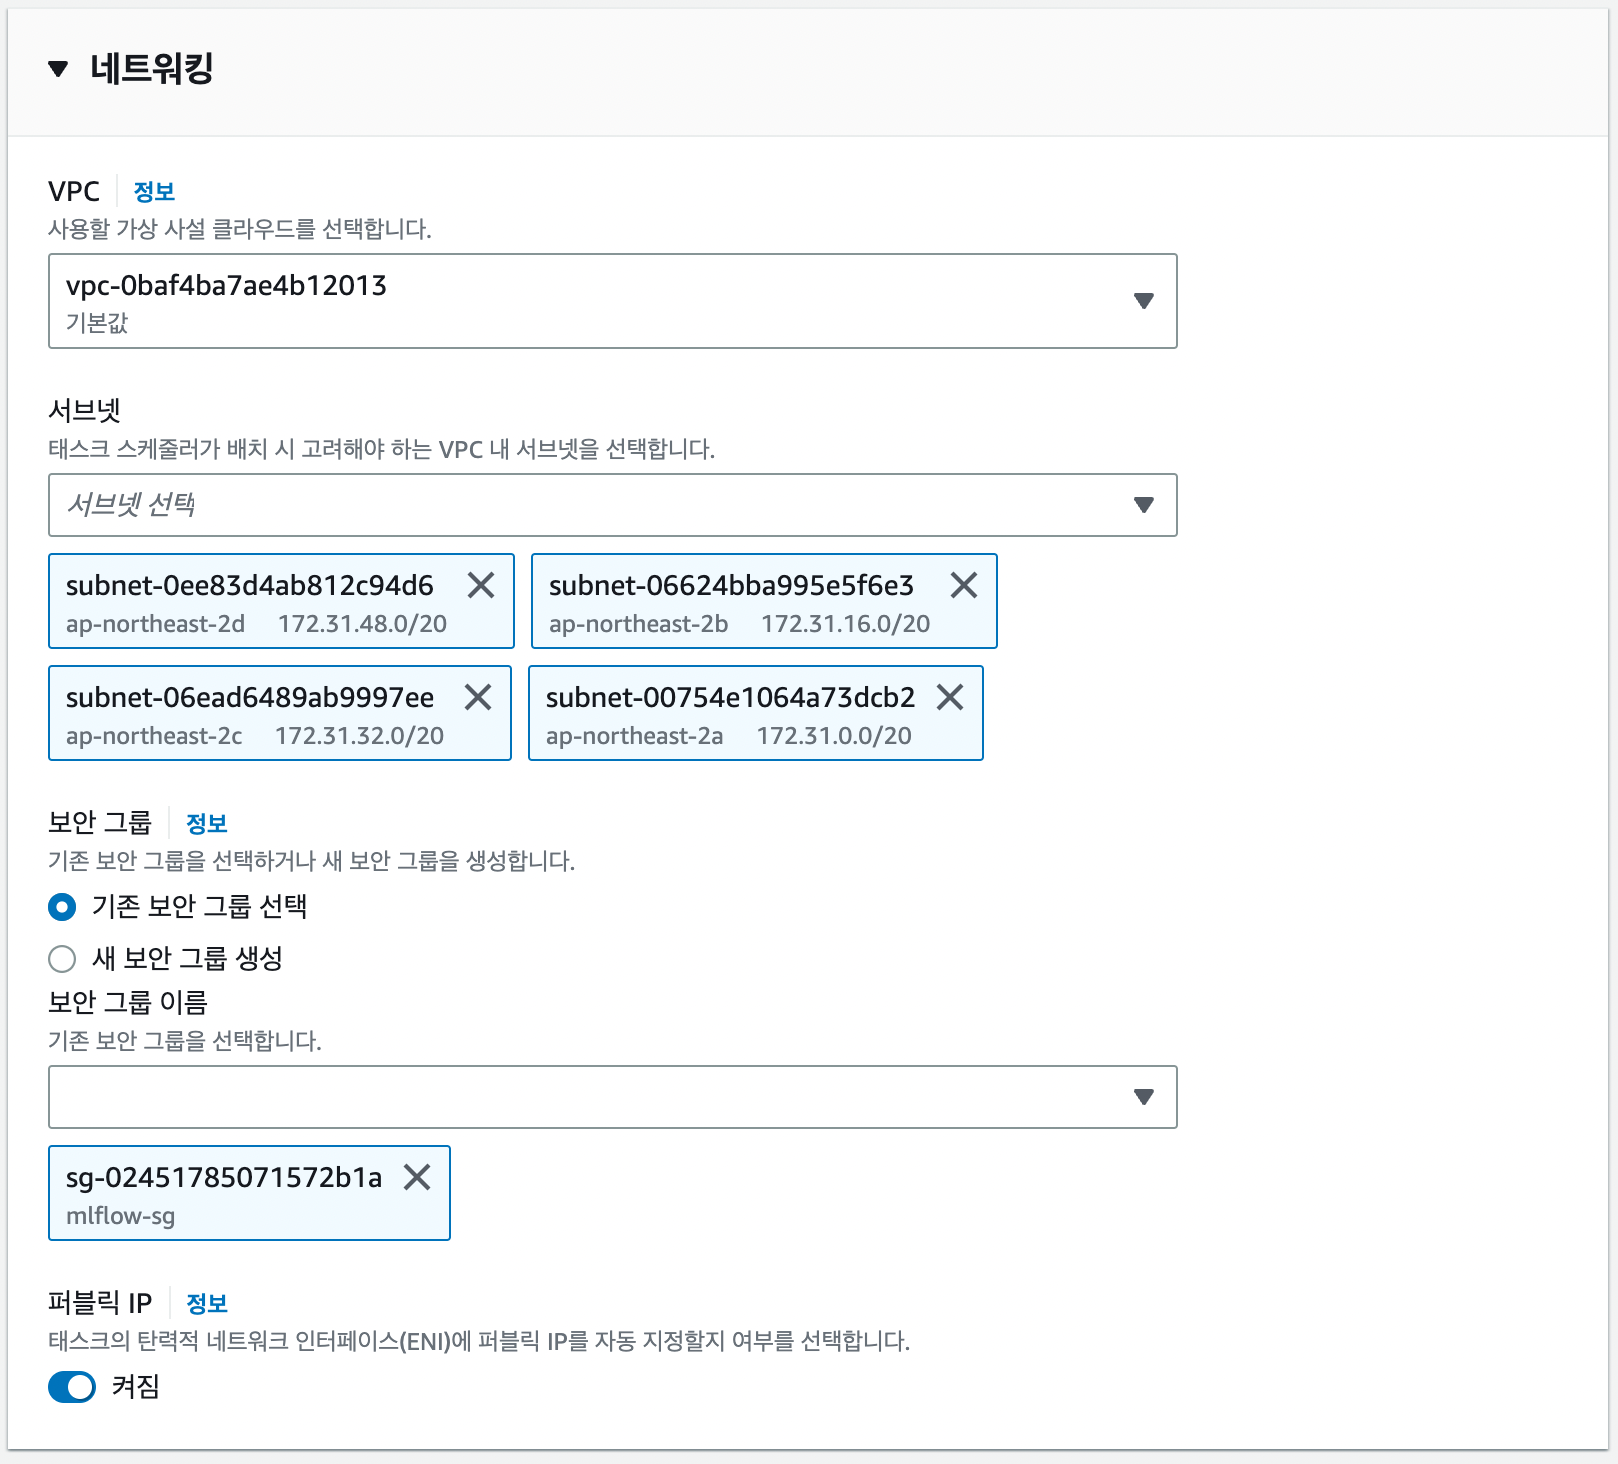 네트워킹
VPC 정보
사용할 가상 사설 클라우드를 선택합니다.
vpc-0baf4ba7ae4b12013
기본값
서브넷
태스크 스케줄러가 배치 시 고려해야 하는 VPC 내 서브넷을 선택합니다.
서브넷 선택
subnet-0ee83d4ab812c94d6 subnet-06624bba995e5f6e3
ap-northeast-2d 172.31.48.0/20 ap-northeast-2b 172.31.16.0/20
subnet-06ead6489ab9997ee subnet-00754e1064a73dcb2
ap-northeast-2c 172.31.32.0/20 ap-northeast-2a 172.31.0.0/20
보안 그룹 정보
기존 보안 그룹을 선택하거나 새 보안 그룹을 생성합니다.
기존 보안 그룹 선택
새 보안 그룹 생성
보안 그룹 이름
기존 보안 그룹을 선택합니다.
sg-02451785071572b1a
mlflow-sg
퍼블릭 IP 정보
태스크의 탄력적 네트워크 인터페이스(ENI)에 퍼블릭 IP를 자동 지정할지 여부를 선택합니다.
켜짐